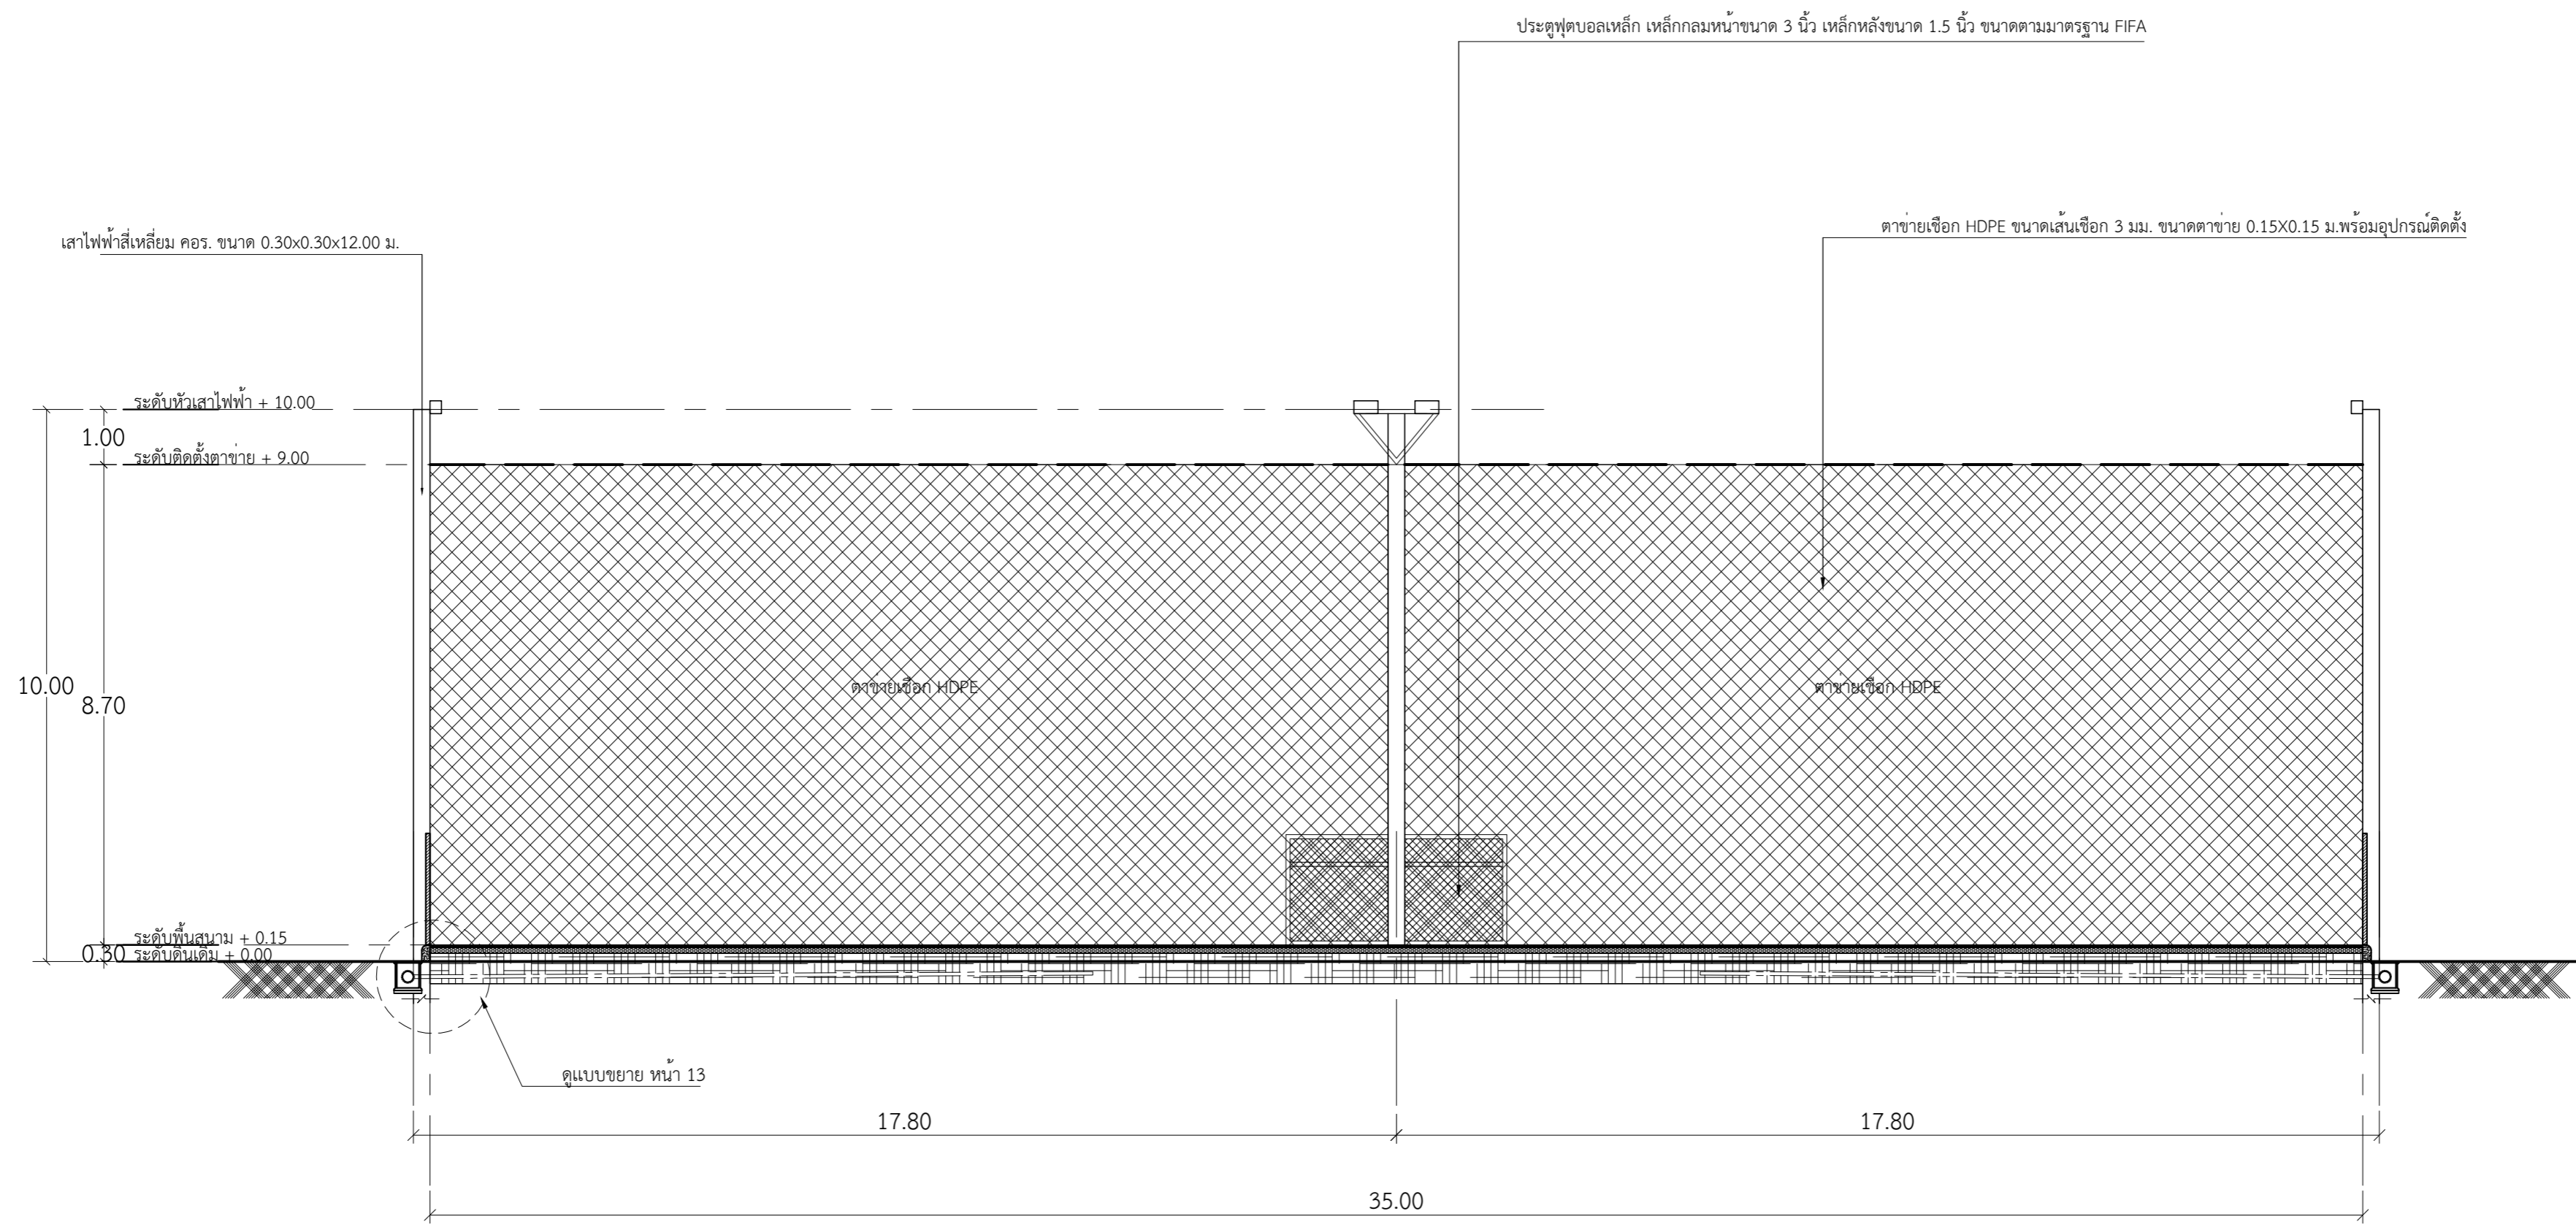 ประตูฟุตบอลเหล็ก เหล็กกลมหน้าขนาด 3 นิ้ว เหล็กหลังขนาด 1.5 นิ้ว ขนาดตามมาตรฐาน FIFA
ตาข่ายเชือก HDPE ขนาดเส้นเชือก 3 มม. ขนาดตาข่าย 0.15X0.15 ม.พร้อมอุปกรณ์ติดตั้ง
เสาไฟฟ้าสี่เหลี่ยม คอร. ขนาด 0.30x0.30x12.00 ม.
ระดับหัวเสาไฟฟ้า + 10.00
1.00
ระดับติดตั้งตาข่าย + 9.00
10.00
8.70
ตาข่ายเชือก HDPE
ตาข่ายเชือก HDPE
ระดับพื้นสนาม + 0.15
0.30
ระดับดินเดิม + 0.00
ดูแบบขยาย หน้า 13
17.80
17.80
35.00